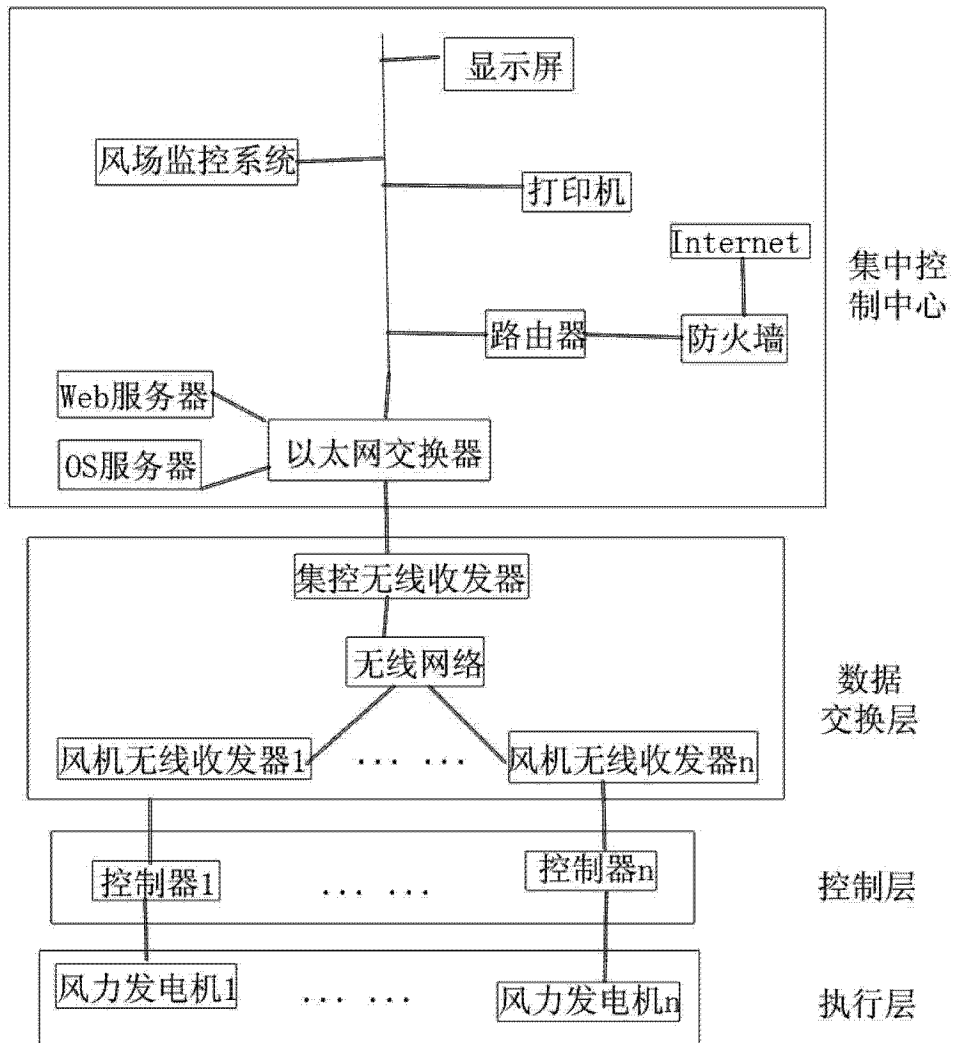 显示屏
风场监控系统
打印机
Internet
集中控
制中心
路由器
防火墙
Web服务器
以太网交换器
OS服务器
集控无线收发器
无线网络
数据
交换层
风机无线收发器1
... ...
风机无线收发器n
控制器1
... ...
控制器n
控制层
风力发电机1
... ...
风力发电机n
执行层